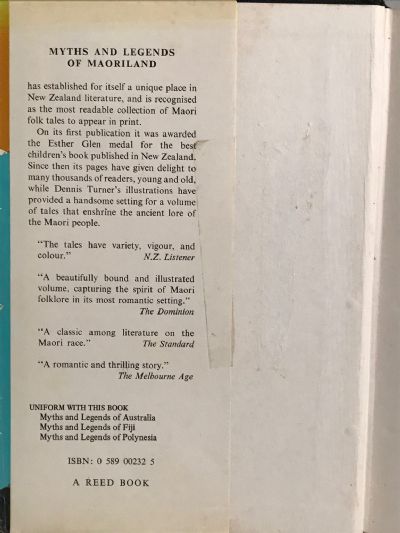 MYTHS AND LEGENDS
OF MAORILAND
has established for itself a unique place in
New Zealand literature, and is recognised
as the most readable collection of Maori
folk tales to appear in print.
On its first publication it was awarded
the Esther Glen medal for the best
children's book published in New Zealand.
Since then its pages have given delight to
many thousands of readers, young and old,
while Dennis Turner's illustrations have
provided a handsome setting for a volume
of tales that enshrine the ancient lore of
the Maori people.
"The tales have variety, vigour, and
colour." N.Z. Listener
"A beautifully bound and illustrated
volume, capturing the spirit of Maori
folklore in its most romantic setting."
The Dominion
"A classic among literature on the
Maori race." The Standard
"A romantic and thrilling story."
The Melbourne Age
UNIFORM WITH THIS BOOK
Myths and Legends of Australia
Myths and Legends of Fiji
Myths and Legends of Polynesia
ISBN: 0 589 00232 5
A REED BOOK